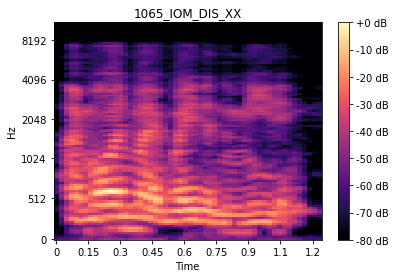 1065_IOM_DIS_XX
+0 dB
8192
-10 dB
4096
-20 dB
-30 dB
2048
-40 dB
Hz
1024
-50 dB
512
-60 dB
-70 dB
0
-80 dB
0 0.15 0.3 0.45 0.6 0.75 0.9 1.1 1.2
Time